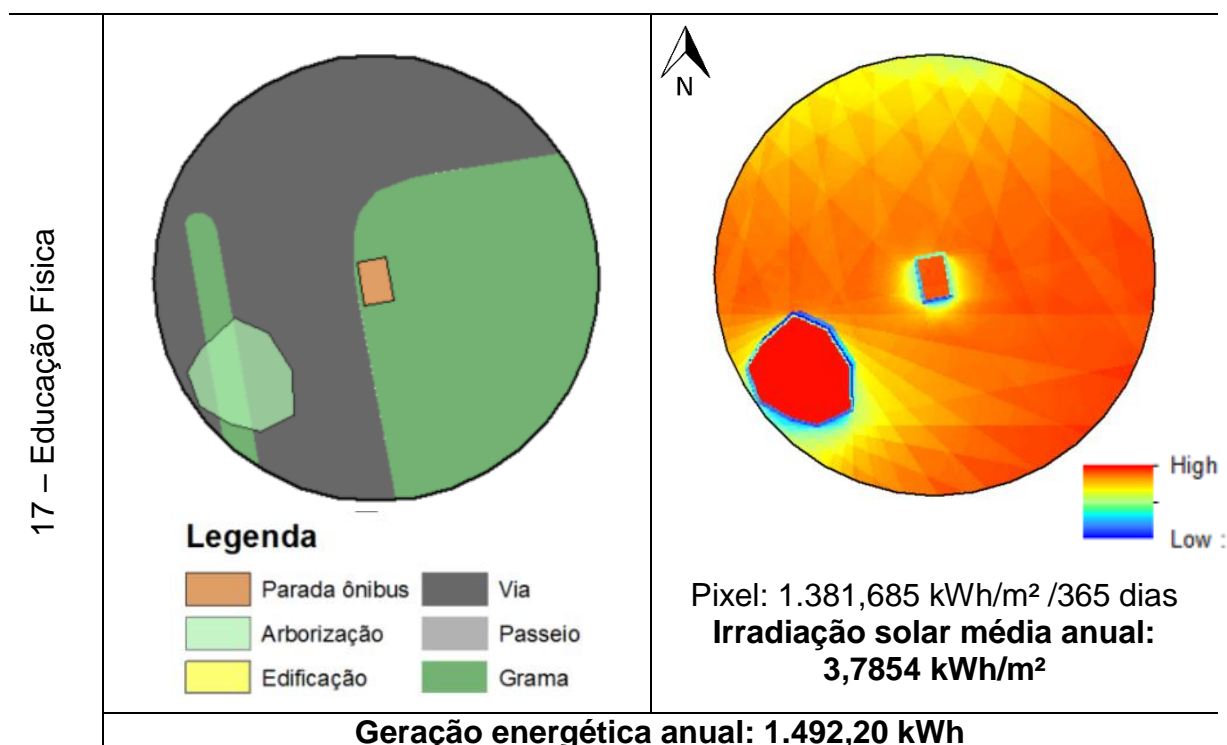 17 – Educação Física
Legenda
Parada ônibus
Via
Arborização
Passeio
Edificação
Grama
N
High
Low :
Pixel: 1.381,685 kWh/m² /365 dias
Irradiação solar média anual:
3,7854 kWh/m²
Geração energética anual: 1.492,20 kWh